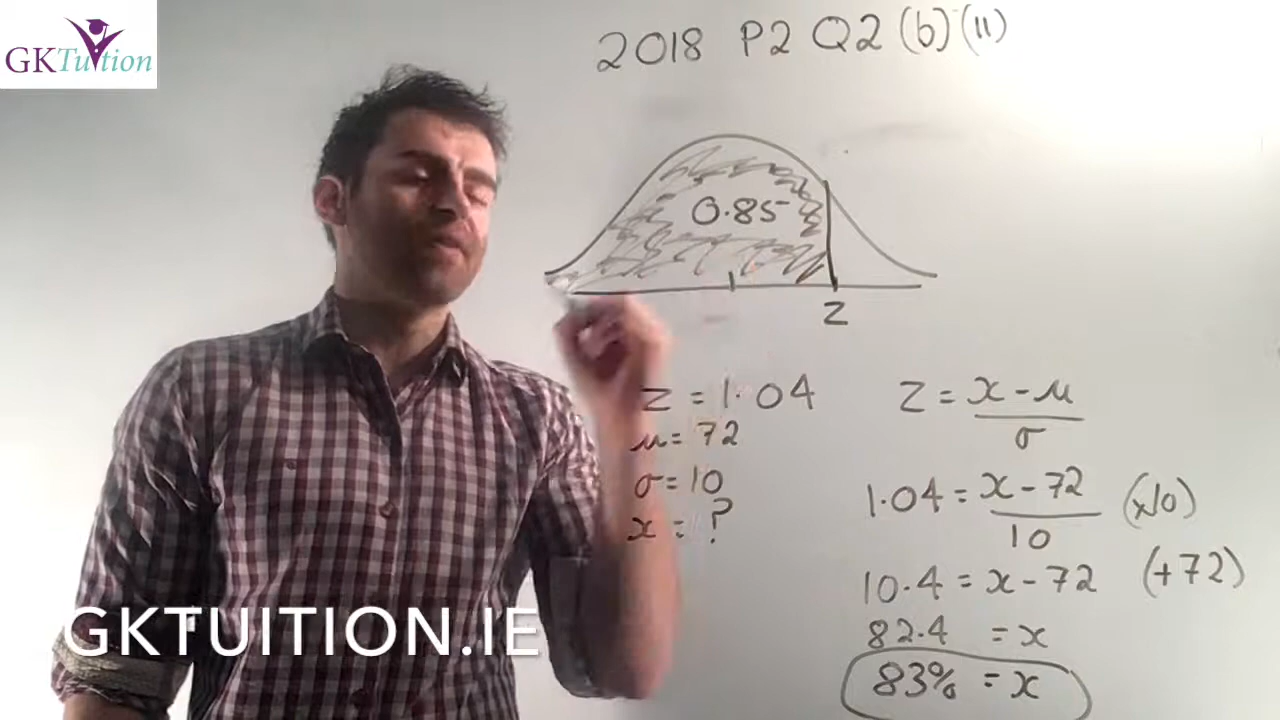 GKTuition
2018 P2 Q2 (b) (ii)
0.85
z
z = 1.04
μ = 72
σ = 10
x = ?
z = x - μ
σ
1.04 = x - 72 (x10)
10
10.4 = x - 72 (+72)
82.4 = x
83% = x
GKTUITION.IE